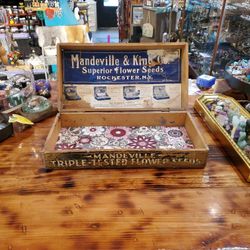 Mandeville & King Co.
Superior Flower Seeds
ROCHESTER, N.Y.
MANDEVILLE
TRIPLE-TESTED FLOWER SEEDS